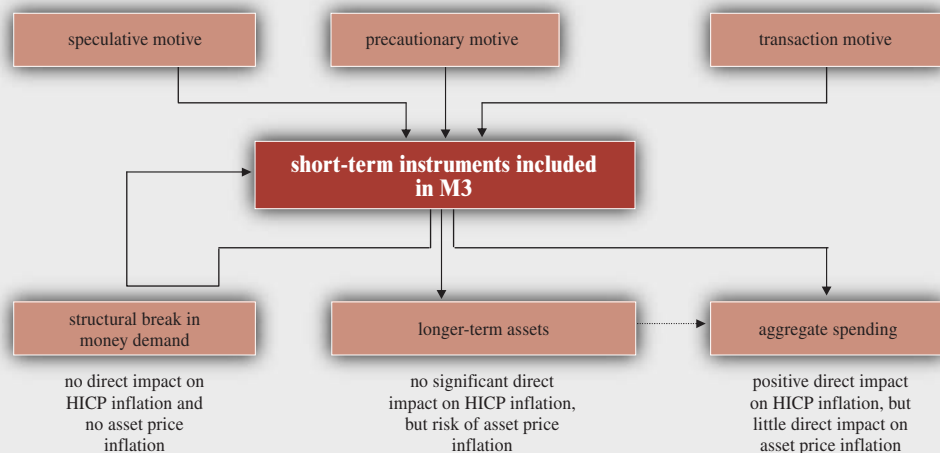 speculative motive
precautionary motive
transaction motive
short-term instruments included
in M3
structural break in
money demand
longer-term assets
aggregate spending
no direct impact on
HICP inflation and
no asset price
inflation
no significant direct
impact on HICP inflation,
but risk of asset price
inflation
positive direct impact
on HICP inflation, but
little direct impact on
asset price inflation